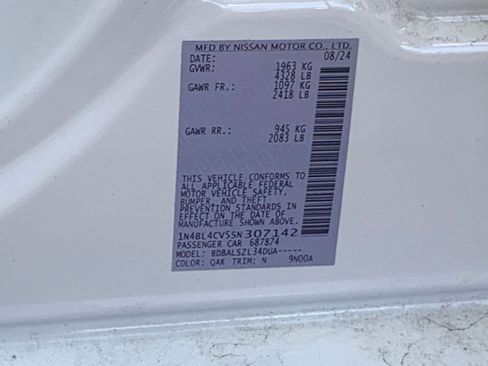 MFD BY NISSAN MOTOR CO., LTD.
DATE: 08/24
GVWR: 1963 KG
4328 LB
GAWR FR.: 1097 KG
2418 LB
GAWR RR.: 945 KG
2083 LB
THIS VEHICLE CONFORMS TO
ALL APPLICABLE FEDERAL
MOTOR VEHICLE SAFETY,
BUMPER, AND THEFT
PREVENTION STANDARDS IN
EFFECT ON THE DATE OF
MANUFACTURE SHOWN ABOVE.
1N4BL4CV5SN307142
PASSENGER CAR 687874
MODEL: BDBALSZL34DUA-----
COLOR: QAK TRIM: N 9N00A